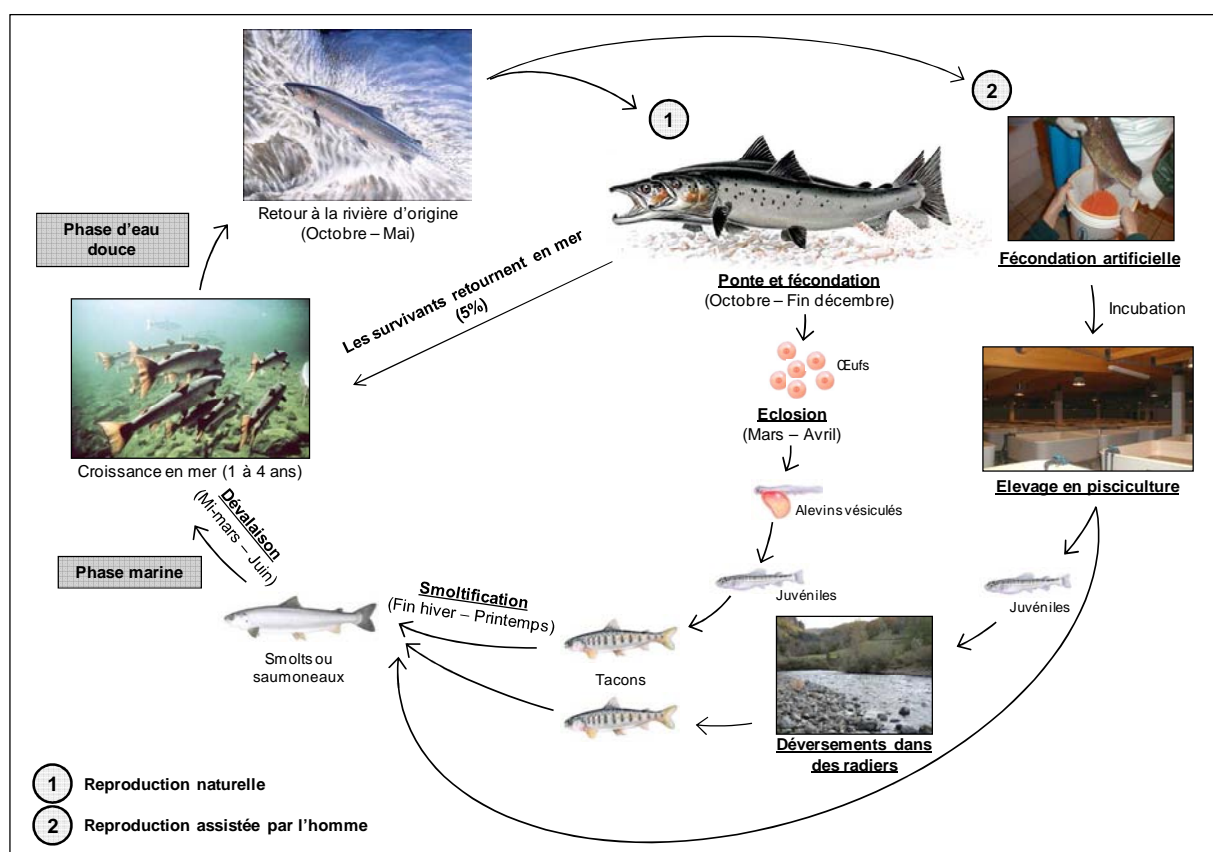 1
2
Retour à la rivière d'origine
(Octobre – Mai)
Phase d'eau
douce
Les survivants retournent en mer
(5%)
Ponte et fécondation
(Octobre – Fin décembre)
Fécondation artificielle
Incubation
Œufs
Eclosion
(Mars – Avril)
Croissance en mer (1 à 4 ans)
Elevage en pisciculture
Alevins vésiculés
Dévalaison
(Mi-mars – Juin)
Phase marine
Smoltification
(Fin hiver – Printemps)
Juvéniles
Juvéniles
Smolts ou
saumoneaux
Tacons
Déversements dans
des radiers
1 Reproduction naturelle
2 Reproduction assistée par l'homme